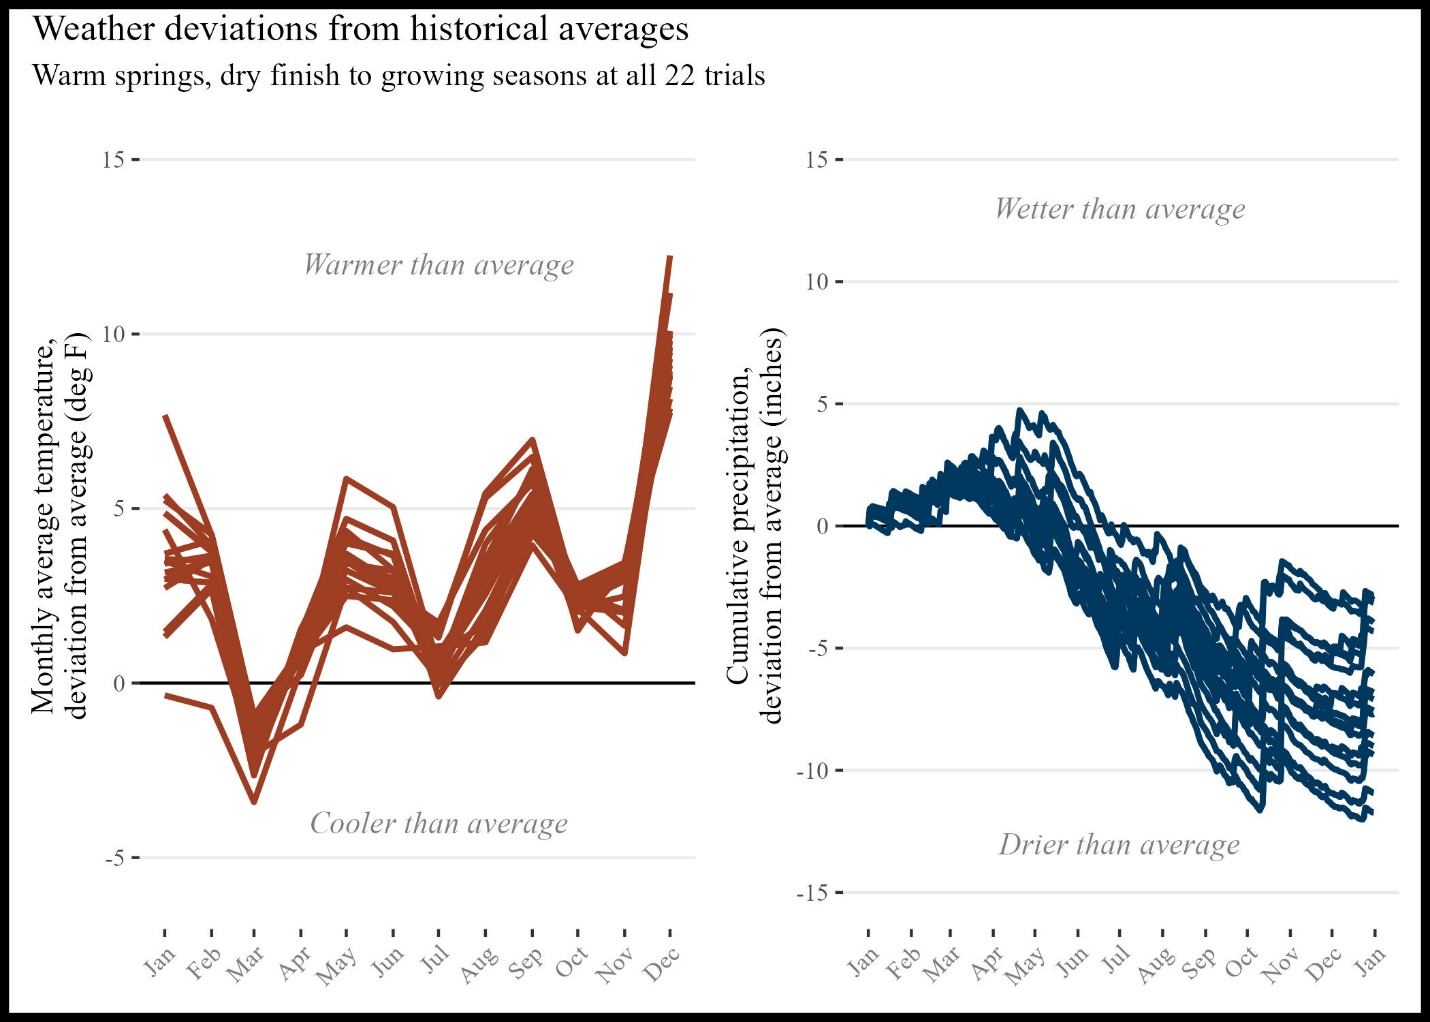 Weather deviations from historical averages
Warm springs, dry finish to growing seasons at all 22 trials
Monthly average temperature,
deviation from average (deg F)
15
10
5
0
-5
Warmer than average
Cooler than average
Jan
Feb
Mar
Apr
May
Jun
Jul
Aug
Sep
Oct
Nov
Dec
Cumulative precipitation,
deviation from average (inches)
15
10
5
0
-5
-10
-15
Wetter than average
Drier than average
Jan
Feb
Mar
Apr
May
Jun
Jul
Aug
Sep
Oct
Nov
Dec
Jan